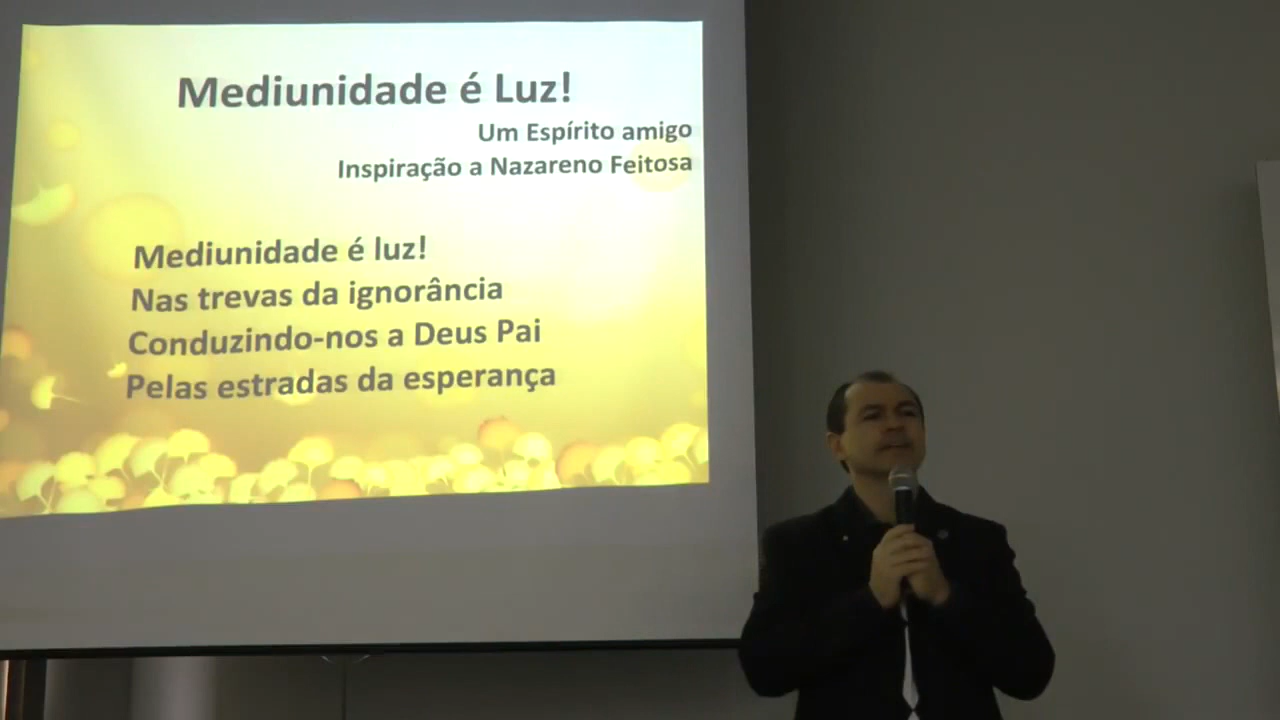 Mediunidade é Luz!
Um Espírito amigo
Inspiração a Nazareno Feitosa
Mediunidade é luz!
Nas trevas da ignorância
Conduzindo-nos a Deus Pai
Pelas estradas da esperança